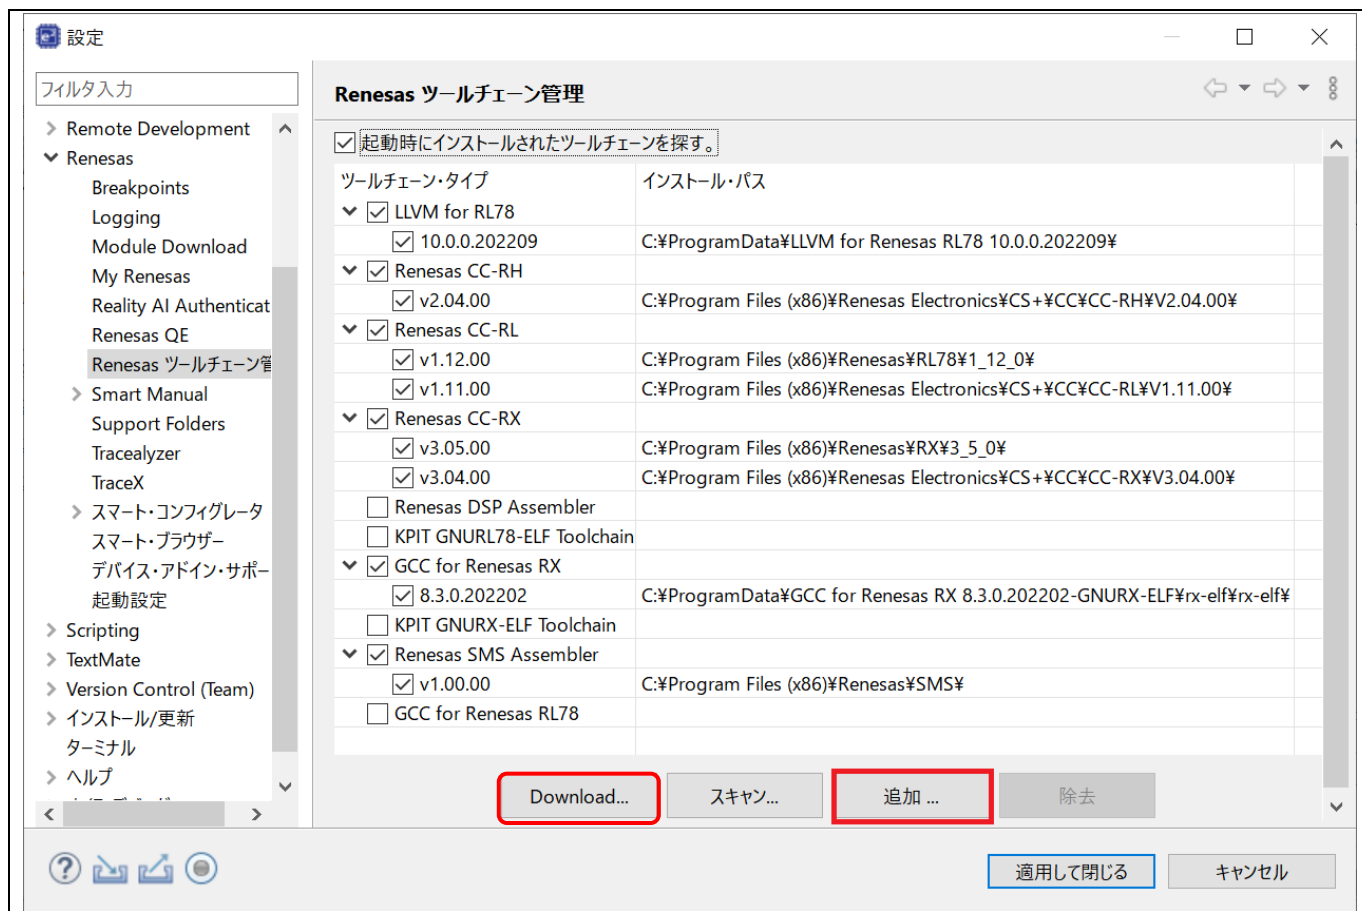 設定
フィルタ入力
Remote Development
Renesas
Breakpoints
Logging
Module Download
My Renesas
Reality AI Authenticat
Renesas QE
Renesas ツールチェーン管
Smart Manual
Support Folders
Tracealyzer
TraceX
スマート・コンフィグレータ
スマート・ブラウザー
デバイス・アドイン・サポー
起動設定
Scripting
TextMate
Version Control (Team)
インストール/更新
ターミナル
ヘルプ
Renesas ツールチェーン管理
起動時にインストールされたツールチェーンを探す。
ツールチェーン・タイプ インストール・パス
LLVM for RL78
10.0.0.202209 C:¥ProgramData¥LLVM for Renesas RL78 10.0.0.202209¥
Renesas CC-RH
v2.04.00 C:¥Program Files (x86)¥Renesas Electronics¥CS+¥CC¥CC-RH¥V2.04.00¥
Renesas CC-RL
v1.12.00 C:¥Program Files (x86)¥Renesas¥RL78¥1_12_0¥
v1.11.00 C:¥Program Files (x86)¥Renesas Electronics¥CS+¥CC¥CC-RL¥V1.11.00¥
Renesas CC-RX
v3.05.00 C:¥Program Files (x86)¥Renesas¥RX¥3_5_0¥
v3.04.00 C:¥Program Files (x86)¥Renesas Electronics¥CS+¥CC¥CC-RX¥V3.04.00¥
Renesas DSP Assembler
KPIT GNURL78-ELF Toolchain
GCC for Renesas RX
8.3.0.202202 C:¥ProgramData¥GCC for Renesas RX 8.3.0.202202-GNURX-ELF¥rx-elf¥rx-elf¥
KPIT GNURX-ELF Toolchain
Renesas SMS Assembler
v1.00.00 C:¥Program Files (x86)¥Renesas¥SMS¥
GCC for Renesas RL78
Download... スキャン... 追加 ... 除去
適用して閉じる キャンセル